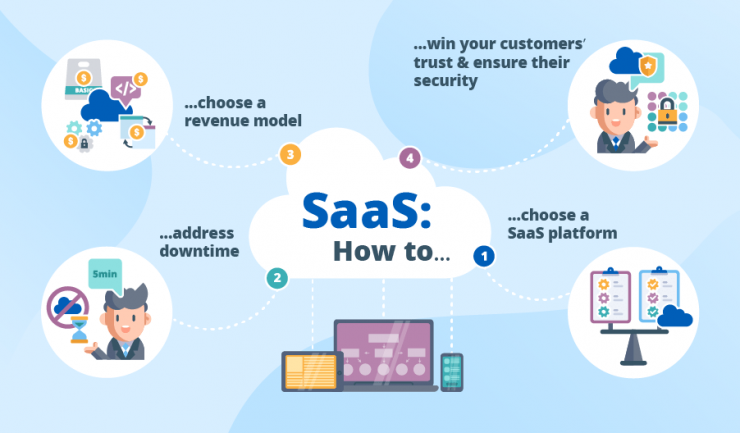 SaaS:
How to...
1
...choose a
SaaS platform
2
...address
downtime
5min
3
...choose a
revenue model
$
BASIC
</>
$
$
$
4
...win your customers'
trust & ensure their
security